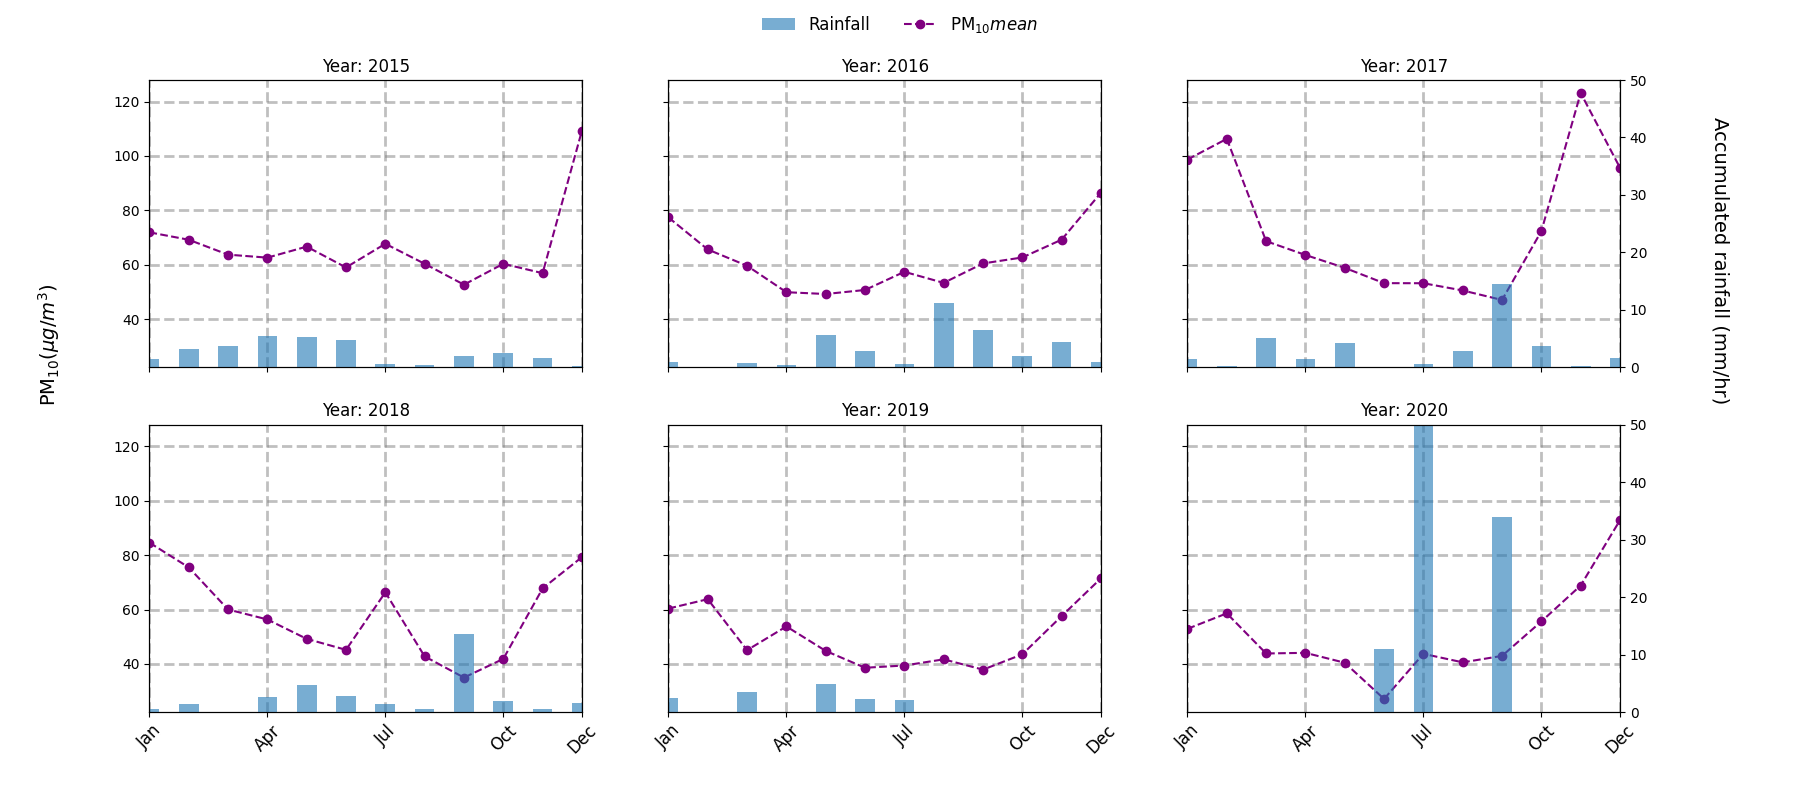 Rainfall PM10mean
Year: 2015
Year: 2016
Year: 2017
120
100
80
60
40
50
40
30
20
10
0
PM10(μg/m3)
Accumulated rainfall (mm/hr)
Year: 2018
Year: 2019
Year: 2020
120
100
80
60
40
50
40
30
20
10
0
Jan Apr Jul Oct Dec
Jan Apr Jul Oct Dec
Jan Apr Jul Oct Dec